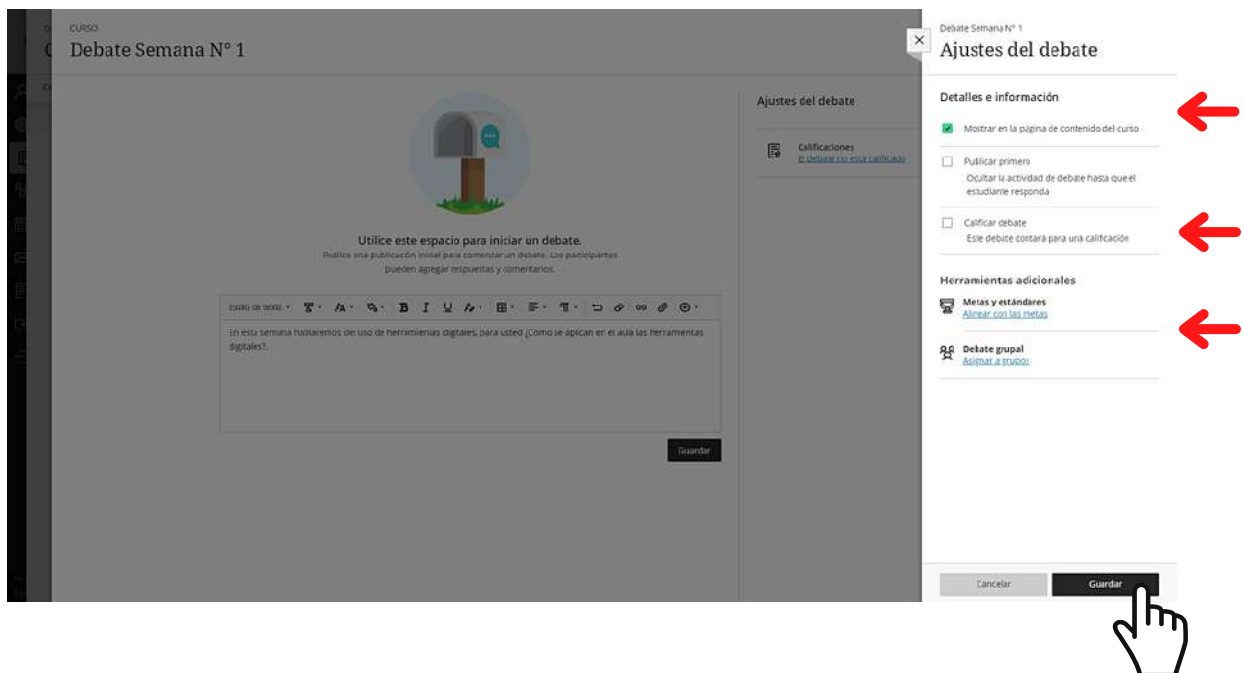 CURSO
Debate Semana N° 1
Utilice este espacio para iniciar un debate.
Realice una publicación inicial para comenzar un debate. Los participantes
pueden agregar respuestas y comentarios.
Estilo de texto
En esta semana hablaremos del uso de herramientas digitales, para usted ¿Cómo se aplican en el aula las herramentas
digitales?.
Guardar
Ajustes del debate
Calificaciones
El debate no está calificado
Debate Semana N° 1
Ajustes del debate
Detalles e información
Mostrar en la página de contenido del curso
Publicar primero
Ocultar la actividad de debate hasta que el
estudiante responda
Calificar debate
Este debate contará para una calificación
Herramientas adicionales
Metas y estándares
Alinear con las metas
Debate grupal
Asignar a grupos
Cancelar
Guardar